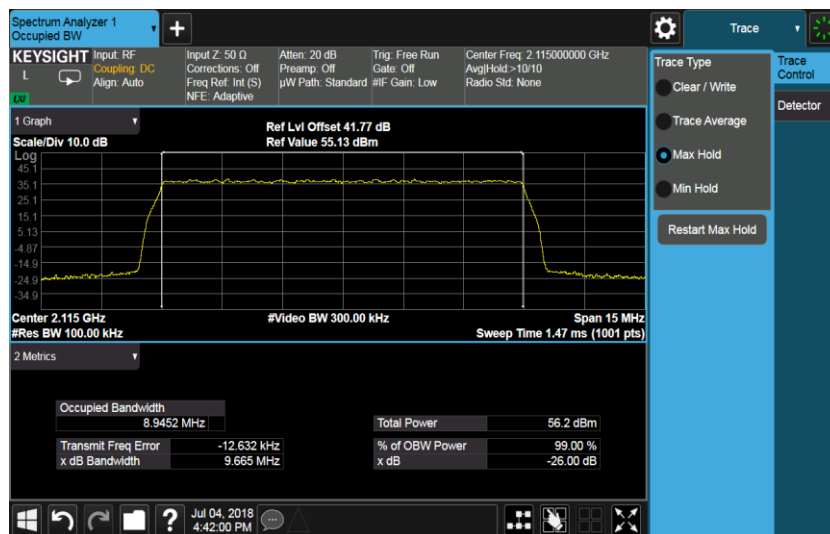 Spectrum Analyzer 1
Occupied BW
Trace
KEYSIGHT
L
LXI
Input: RF
Coupling: DC
Align: Auto
Input Z: 50 Ω
Corrections: Off
Freq Ref: Int (S)
NFE: Adaptive
Atten: 20 dB
Preamp: Off
µW Path: Standard
Trig: Free Run
Gate: Off
#IF Gain: Low
Center Freq: 2.115000000 GHz
Avg|Hold:>10/10
Radio Std: None
Trace Type
Clear / Write
Trace Average
Max Hold
Min Hold
Restart Max Hold
Trace
Control
Detector
1 Graph
Scale/Div 10.0 dB
Ref Lvl Offset 41.77 dB
Ref Value 55.13 dBm
Log
45.1
35.1
25.1
15.1
5.13
-4.87
-14.9
-24.9
-34.9
Center 2.115 GHz
#Video BW 300.00 kHz
Span 15 MHz
#Res BW 100.00 kHz
Sweep Time 1.47 ms (1001 pts)
2 Metrics
Occupied Bandwidth
8.9452 MHz
Total Power 56.2 dBm
Transmit Freq Error -12.632 kHz
% of OBW Power 99.00 %
x dB Bandwidth 9.665 MHz
x dB -26.00 dB
?
Jul 04, 2018
4:42:00 PM